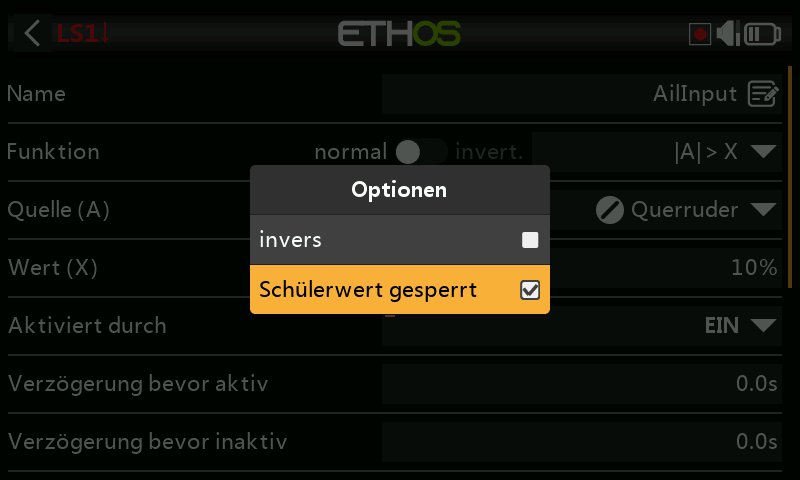 LS1↓ ETHOS
Name AilInput
Funktion normal invert. |A| > X
Optionen
Quelle (A) Querruder
invers
Wert (X) 10%
Schülerwert gesperrt
Aktiviert durch EIN
Verzögerung bevor aktiv 0.0s
Verzögerung bevor inaktiv 0.0s